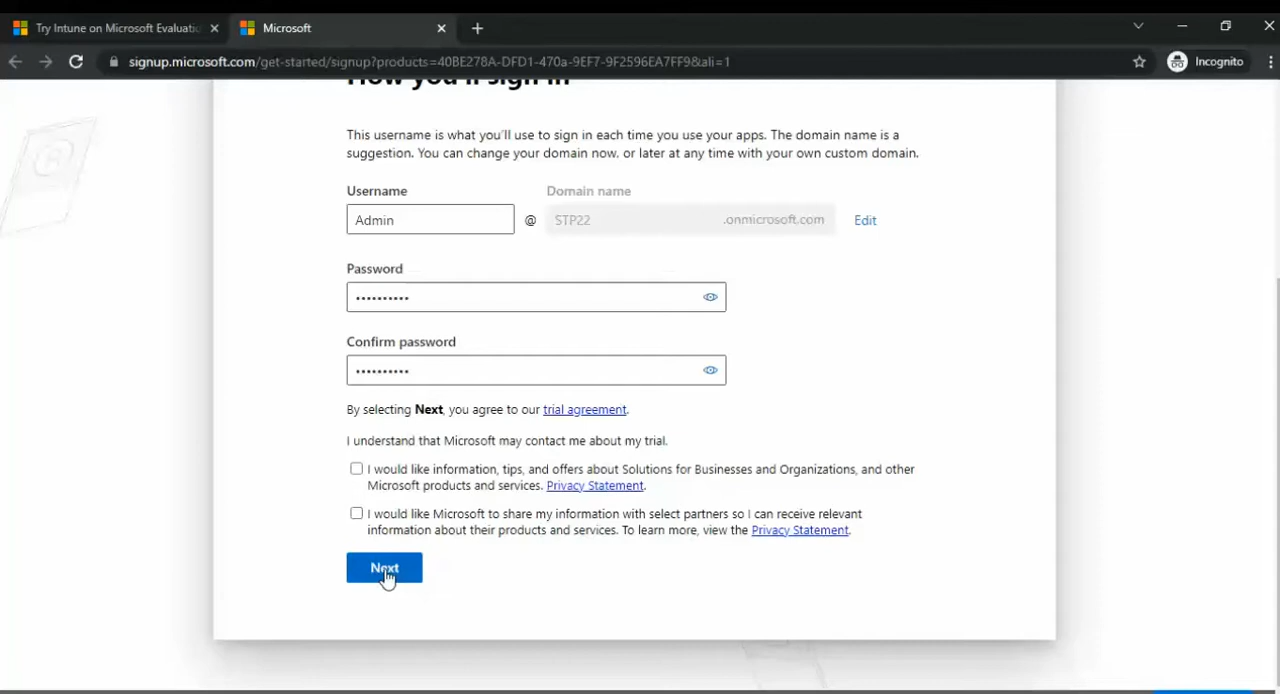 Try Intune on Microsoft Evaluatio
Microsoft
signup.microsoft.com/get-started/signup?products=40BE278A-DFD1-470a-9EF7-9F2596EA7FF9&ali=1
Incognito
How you'll sign in
This username is what you'll use to sign in each time you use your apps. The domain name is a
suggestion. You can change your domain now, or later at any time with your own custom domain.
Username
Domain name
Admin
@
STP22
.onmicrosoft.com
Edit
Password
••••••••••
Confirm password
••••••••••
By selecting Next, you agree to our trial agreement.
I understand that Microsoft may contact me about my trial.
I would like information, tips, and offers about Solutions for Businesses and Organizations, and other
Microsoft products and services. Privacy Statement.
I would like Microsoft to share my information with select partners so I can receive relevant
information about their products and services. To learn more, view the Privacy Statement.
Next